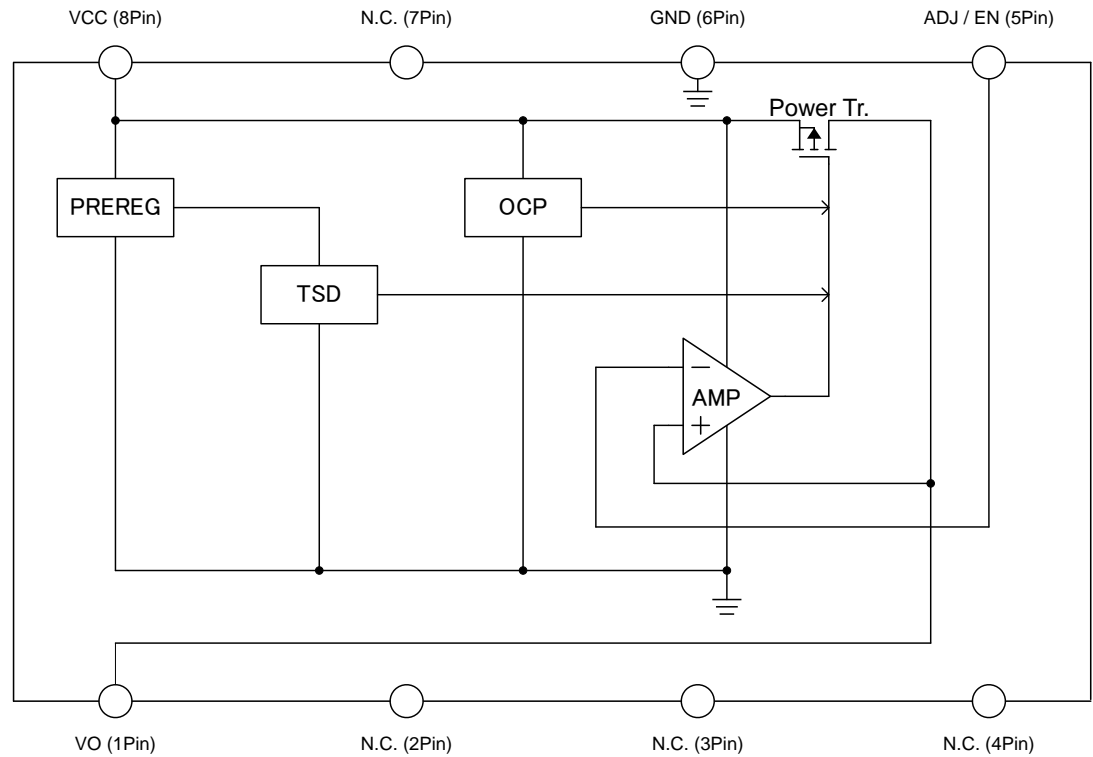 VCC (8Pin)
N.C. (7Pin)
GND (6Pin)
ADJ / EN (5Pin)
Power Tr.
PREREG
OCP
TSD
−
AMP
+
VO (1Pin)
N.C. (2Pin)
N.C. (3Pin)
N.C. (4Pin)